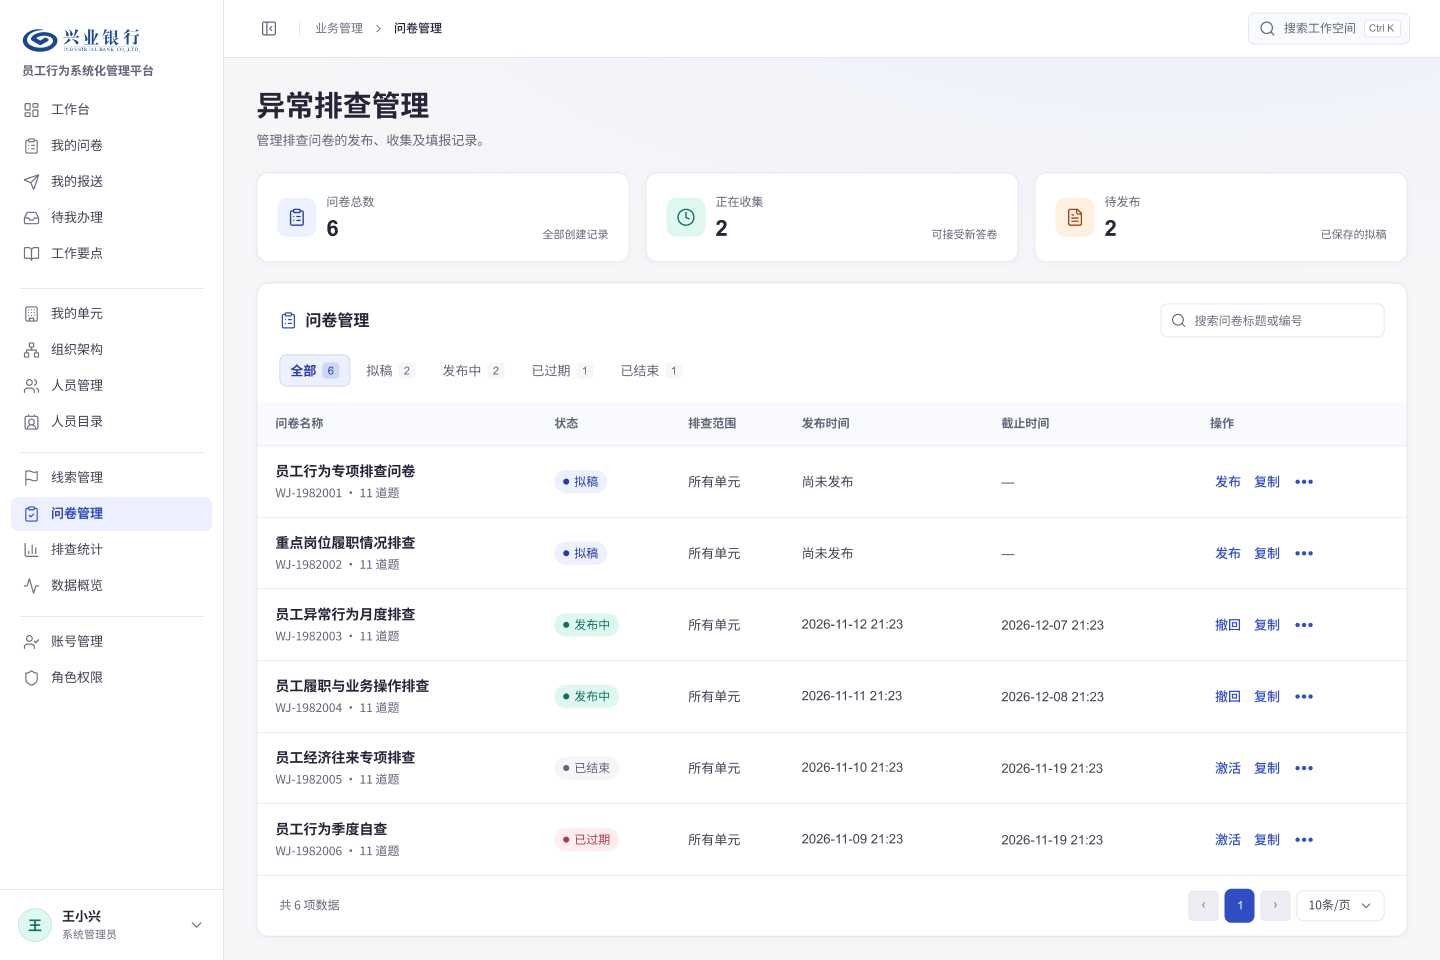 兴业银行
INDUSTRIAL BANK CO.,LTD.
员工行为系统化管理平台
工作台
我的问卷
我的报送
待我办理
工作要点
我的单元
组织架构
人员管理
人员目录
线索管理
问卷管理
排查统计
数据概览
账号管理
角色权限
王
王小兴
系统管理员
业务管理 > 问卷管理
搜索工作空间 Ctrl K
异常排查管理
管理排查问卷的发布、收集及填报记录。
问卷总数
6
全部创建记录
正在收集
2
可接受新答卷
待发布
2
已保存的拟稿
问卷管理
搜索问卷标题或编号
全部 6 拟稿 2 发布中 2 已过期 1 已结束 1
问卷名称 状态 排查范围 发布时间 截止时间 操作
员工行为专项排查问卷
WJ-1982001 · 11 道题
拟稿 所有单元 尚未发布 — 发布 复制 •••
重点岗位履职情况排查
WJ-1982002 · 11 道题
拟稿 所有单元 尚未发布 — 发布 复制 •••
员工异常行为月度排查
WJ-1982003 · 11 道题
发布中 所有单元 2026-11-12 21:23 2026-12-07 21:23 撤回 复制 •••
员工履职与业务操作排查
WJ-1982004 · 11 道题
发布中 所有单元 2026-11-11 21:23 2026-12-08 21:23 撤回 复制 •••
员工经济往来专项排查
WJ-1982005 · 11 道题
已结束 所有单元 2026-11-10 21:23 2026-11-19 21:23 激活 复制 •••
员工行为季度自查
WJ-1982006 · 11 道题
已过期 所有单元 2026-11-09 21:23 2026-11-19 21:23 激活 复制 •••
共 6 项数据
‹ 1 › 10条/页